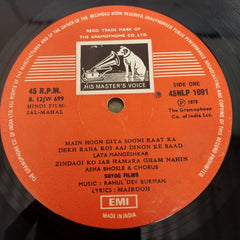 REGD. TRADE MARK OF
THE GRAMOPHONE CO. LTD.
HIS MASTER'S VOICE
45 R.P.M.
S. 12JW 699
HINDI FILM:
JAL-MAHAL
SIDE ONE
45NLP 1091
The Gramophone
Co. of India Ltd.
MAIN HOON DIYA SOONI RAAT KA
DEKH RAHA KOI AAJ DINON KE BAAD
LATA MANGESHKAR
ZINDAGI KO JAB HAMARA GHAM NAHIN
ASHA BHOSLE & CHORUS
SUYOG FILMS
MUSIC : RAHUL DEV BURMAN
LYRICS : MAJROOH
EMI
MADE IN INDIA